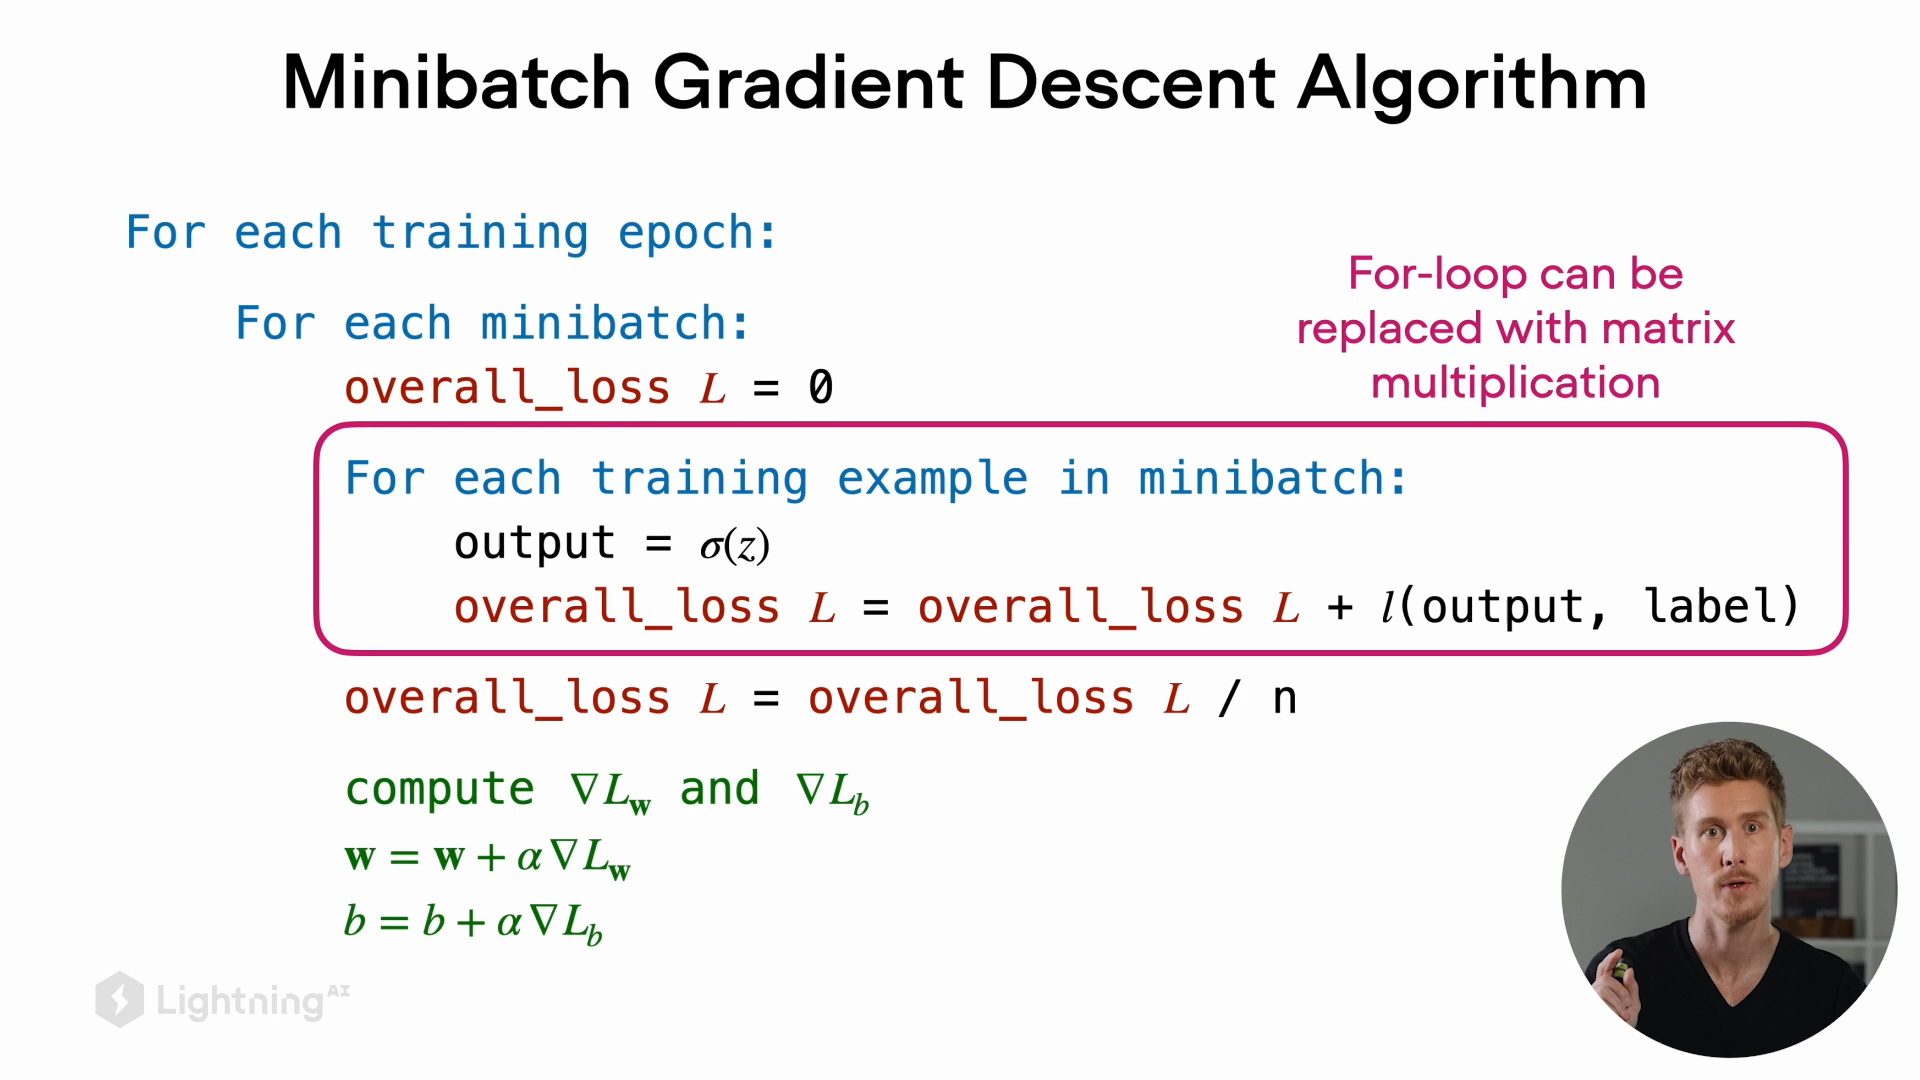 Minibatch Gradient Descent Algorithm
For each training epoch:
For-loop can be
replaced with matrix
multiplication
For each minibatch:
overall_loss L = 0
For each training example in minibatch:
output = σ(z)
overall_loss L = overall_loss L + l(output, label)
overall_loss L = overall_loss L / n
compute ∇L_w and ∇L_b
w = w + α∇L_w
b = b + α∇L_b
Lightning AI